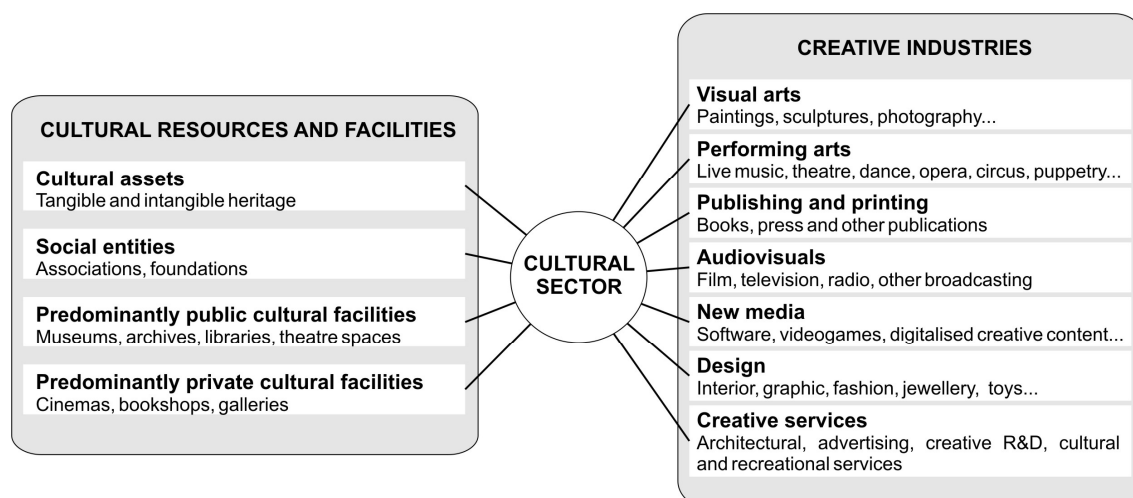 CULTURAL RESOURCES AND FACILITIES
Cultural assets
Tangible and intangible heritage
Social entities
Associations, foundations
Predominantly public cultural facilities
Museums, archives, libraries, theatre spaces
Predominantly private cultural facilities
Cinemas, bookshops, galleries
CULTURAL
SECTOR
CREATIVE INDUSTRIES
Visual arts
Paintings, sculptures, photography...
Performing arts
Live music, theatre, dance, opera, circus, puppetry...
Publishing and printing
Books, press and other publications
Audiovisuals
Film, television, radio, other broadcasting
New media
Software, videogames, digitalised creative content...
Design
Interior, graphic, fashion, jewellery, toys...
Creative services
Architectural, advertising, creative R&D, cultural
and recreational services